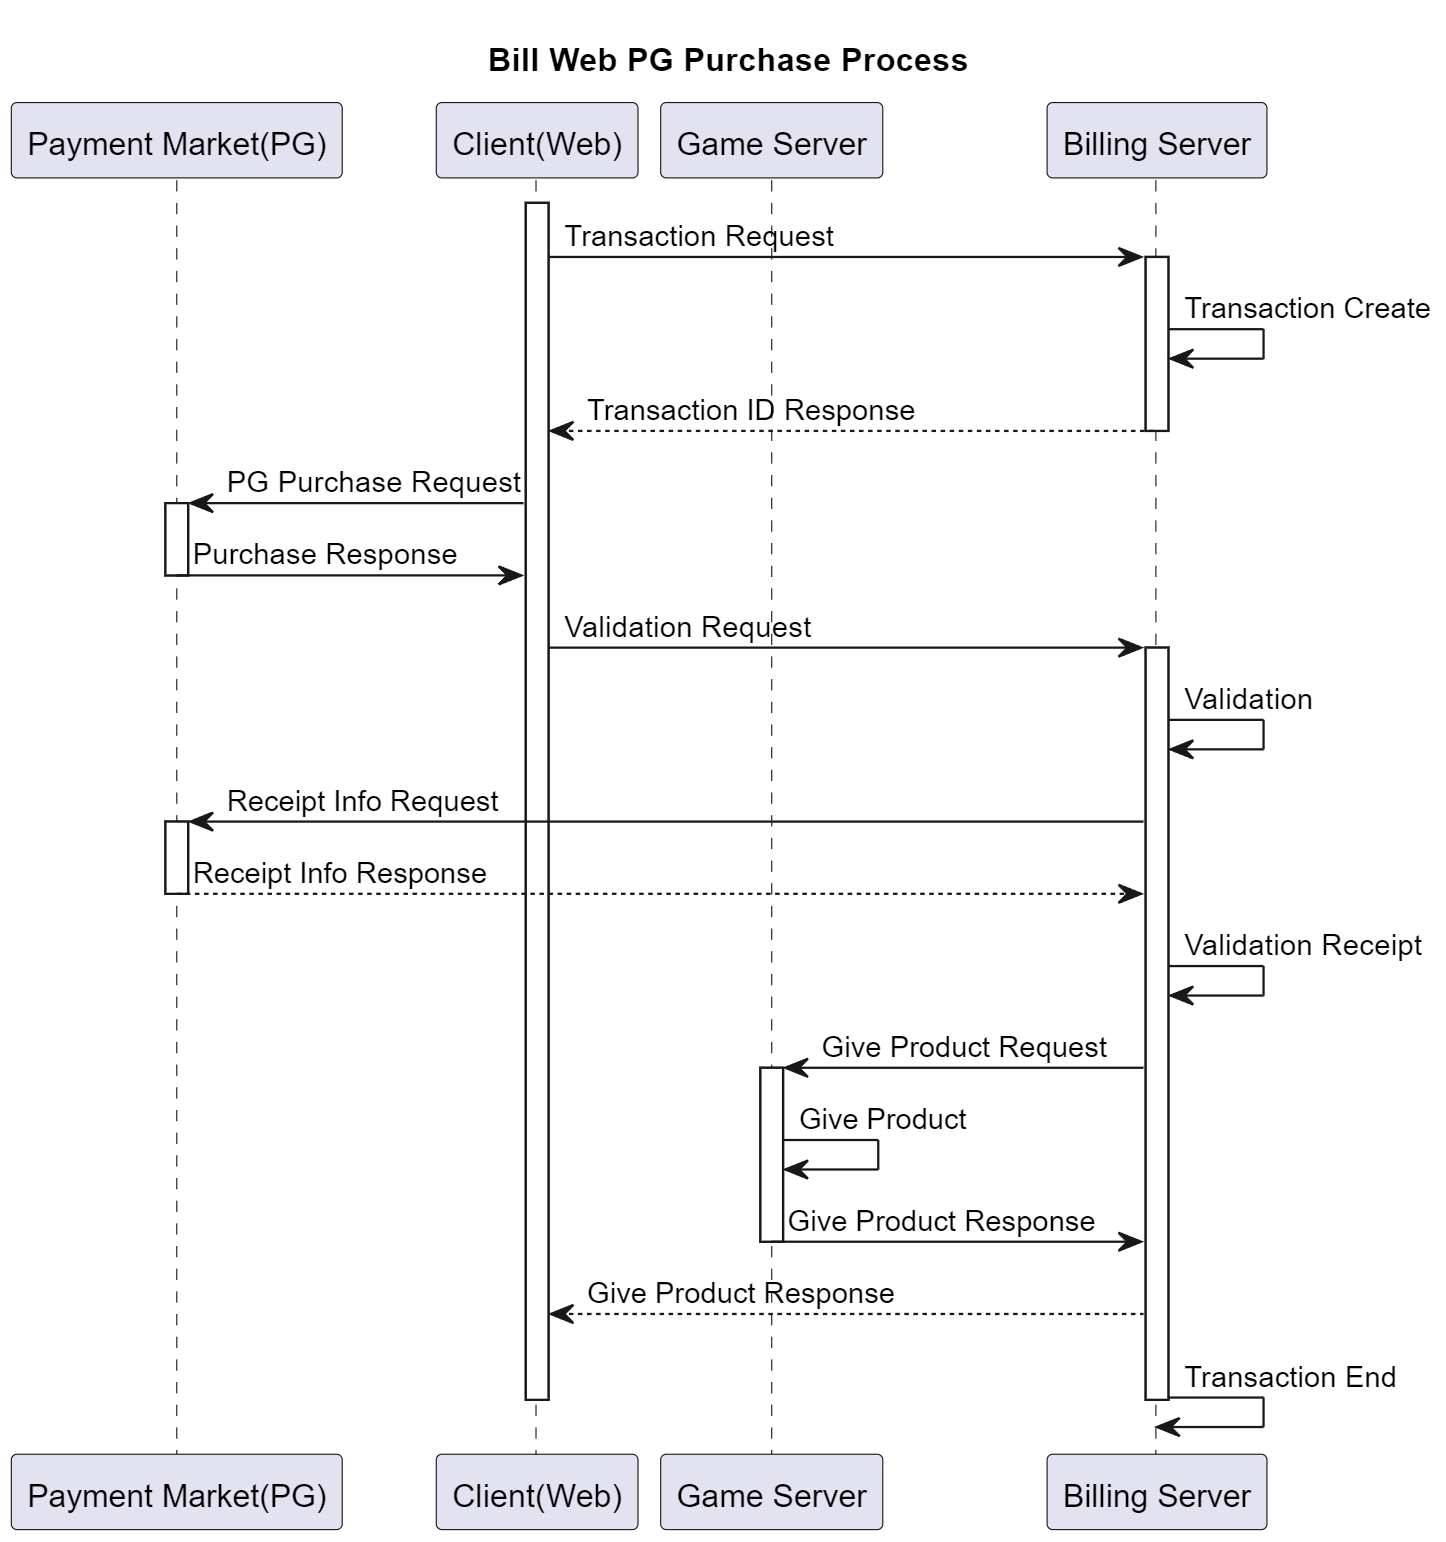 Bill Web PG Purchase Process
Payment Market(PG)
Client(Web)
Game Server
Billing Server
Transaction Request
Transaction Create
Transaction ID Response
PG Purchase Request
Purchase Response
Validation Request
Validation
Receipt Info Request
Receipt Info Response
Validation Receipt
Give Product Request
Give Product
Give Product Response
Give Product Response
Transaction End
Payment Market(PG)
Client(Web)
Game Server
Billing Server